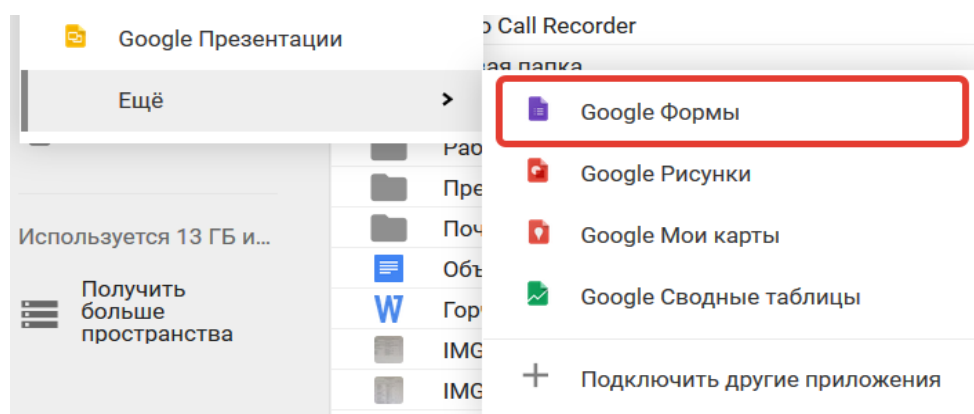 Google Презентации
Ещё
Используется 13 ГБ и...
Получить
больше
пространства
Call Recorder
папка
IMG
IMG
Google Формы
Google Рисунки
Google Мои карты
Google Сводные таблицы
Подключить другие приложения